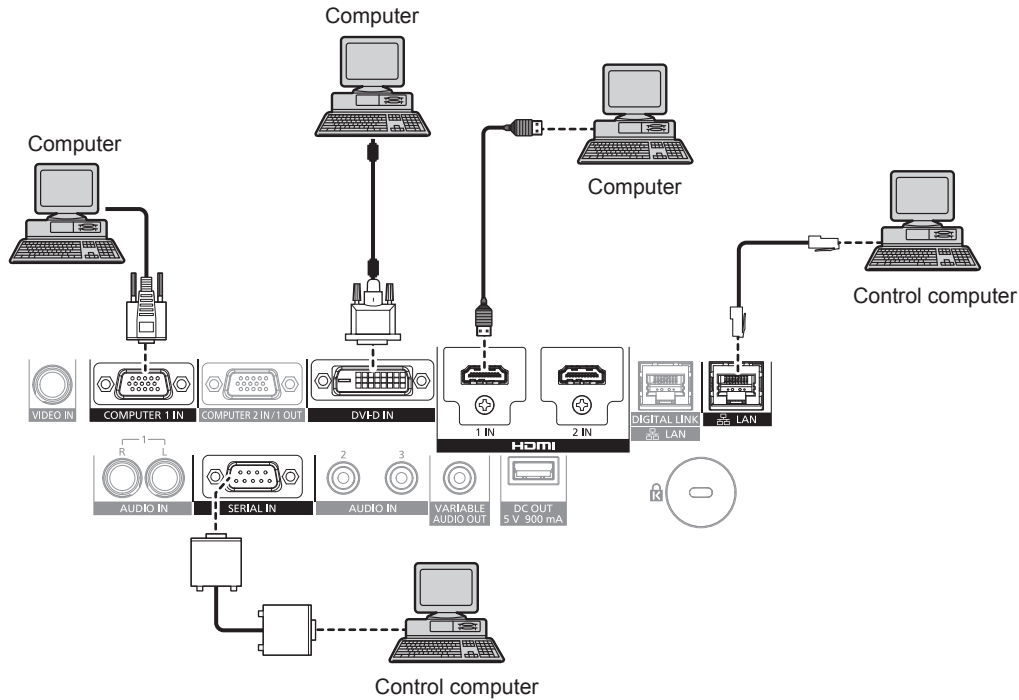 Computer
Computer
Computer
Control computer
VIDEO IN
COMPUTER 1 IN
COMPUTER 2 IN / 1 OUT
DVI-D IN
1 IN
2 IN
HDMI
DIGITAL LINK
LAN
LAN
1
R
L
AUDIO IN
SERIAL IN
2
3
AUDIO IN
VARIABLE
AUDIO OUT
DC OUT
5 V 900 mA
K
Control computer